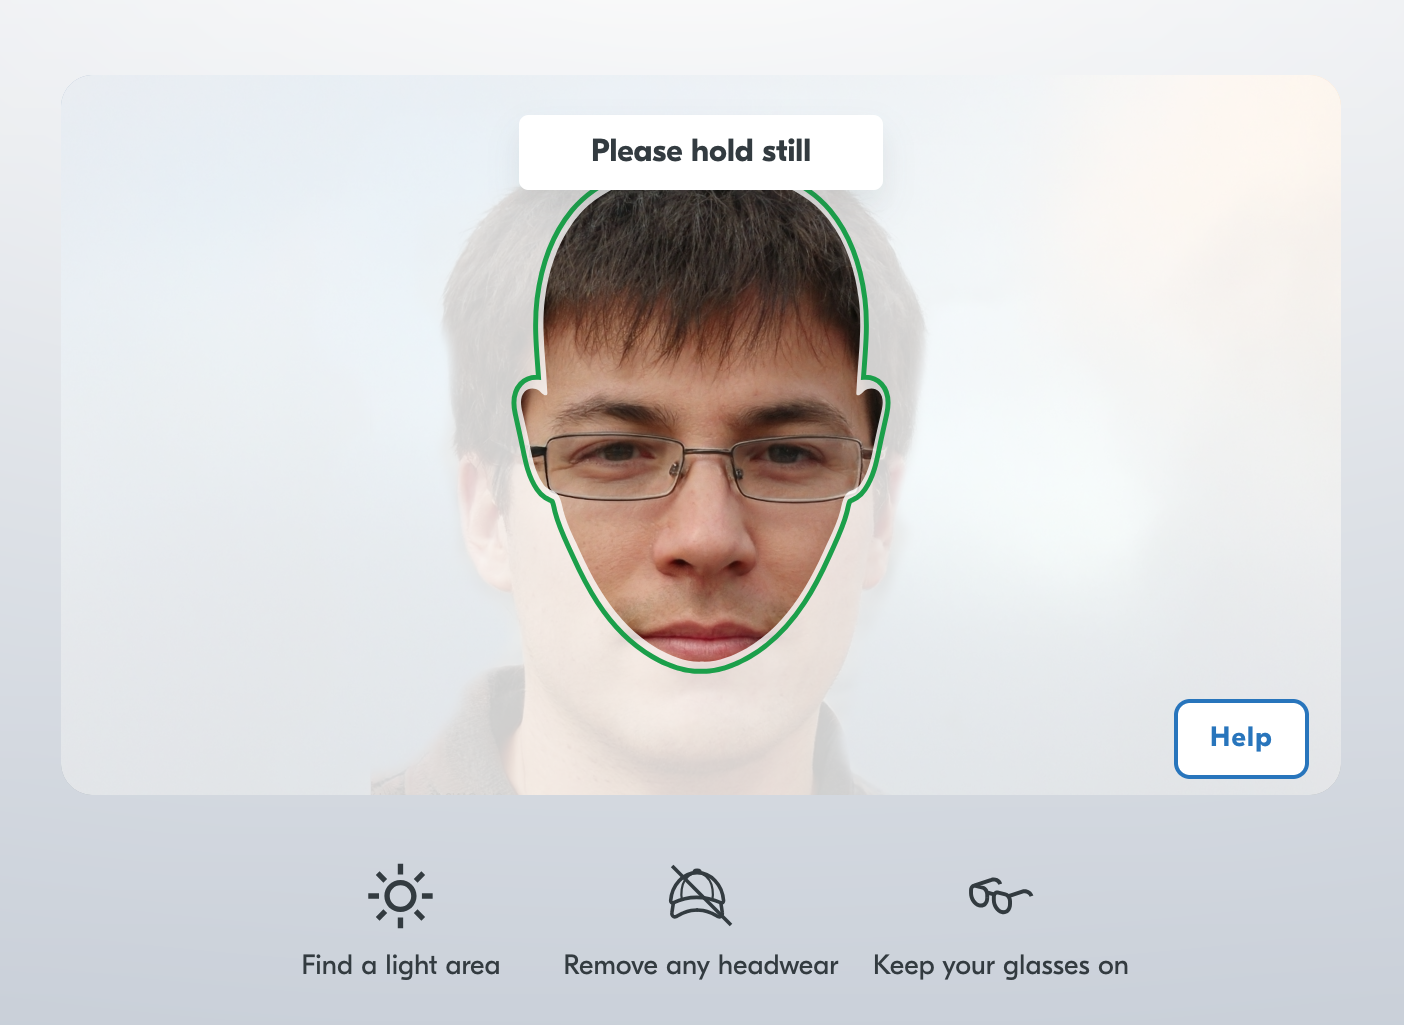 Please hold still
Help
Find a light area
Remove any headwear
Keep your glasses on